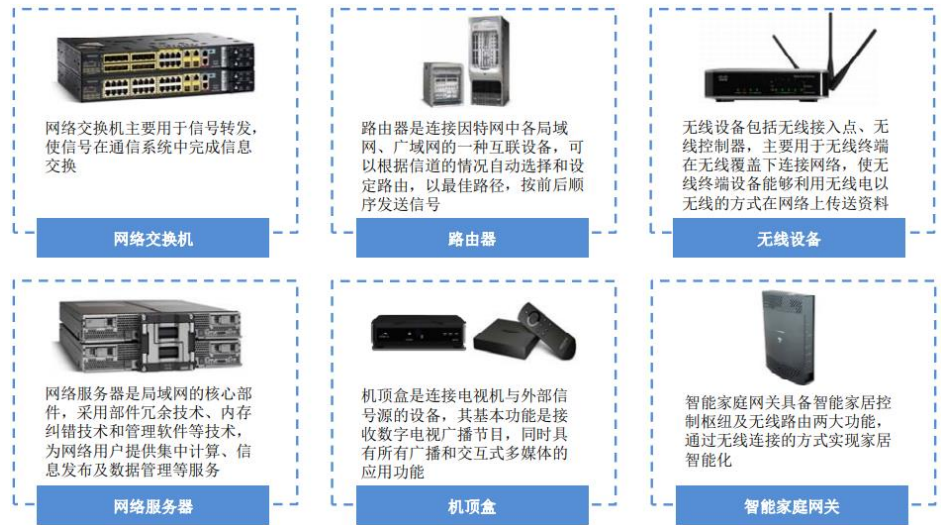 网络交换机主要用于信号转发，
使信号在通信系统中完成信息
交换
网络交换机
路由器是连接因特网中各局域
网、广域网的一种互联设备，可
以根据信道的情况自动选择和设
定路由，以最佳路径，按前后顺
序发送信号
路由器
无线设备包括无线接入点、无
线控制器，主要用于无线终端
在无线覆盖下连接网络，使无
线终端设备能够利用无线电以
无线的方式在网络上传送资料
无线设备
网络服务器是局域网的核心部
件，采用部件冗余技术、内存
纠错技术和管理软件等技术，
为网络用户提供集中计算、信
息发布及数据管理等服务
网络服务器
机顶盒是连接电视机与外部信
号源的设备，其基本功能是接
收数字电视广播节目，同时具
有所有广播和交互式多媒体的
应用功能
机顶盒
智能家庭网关具备智能家居控
制枢纽及无线路由两大功能，
通过无线连接的方式实现家居
智能化
智能家庭网关